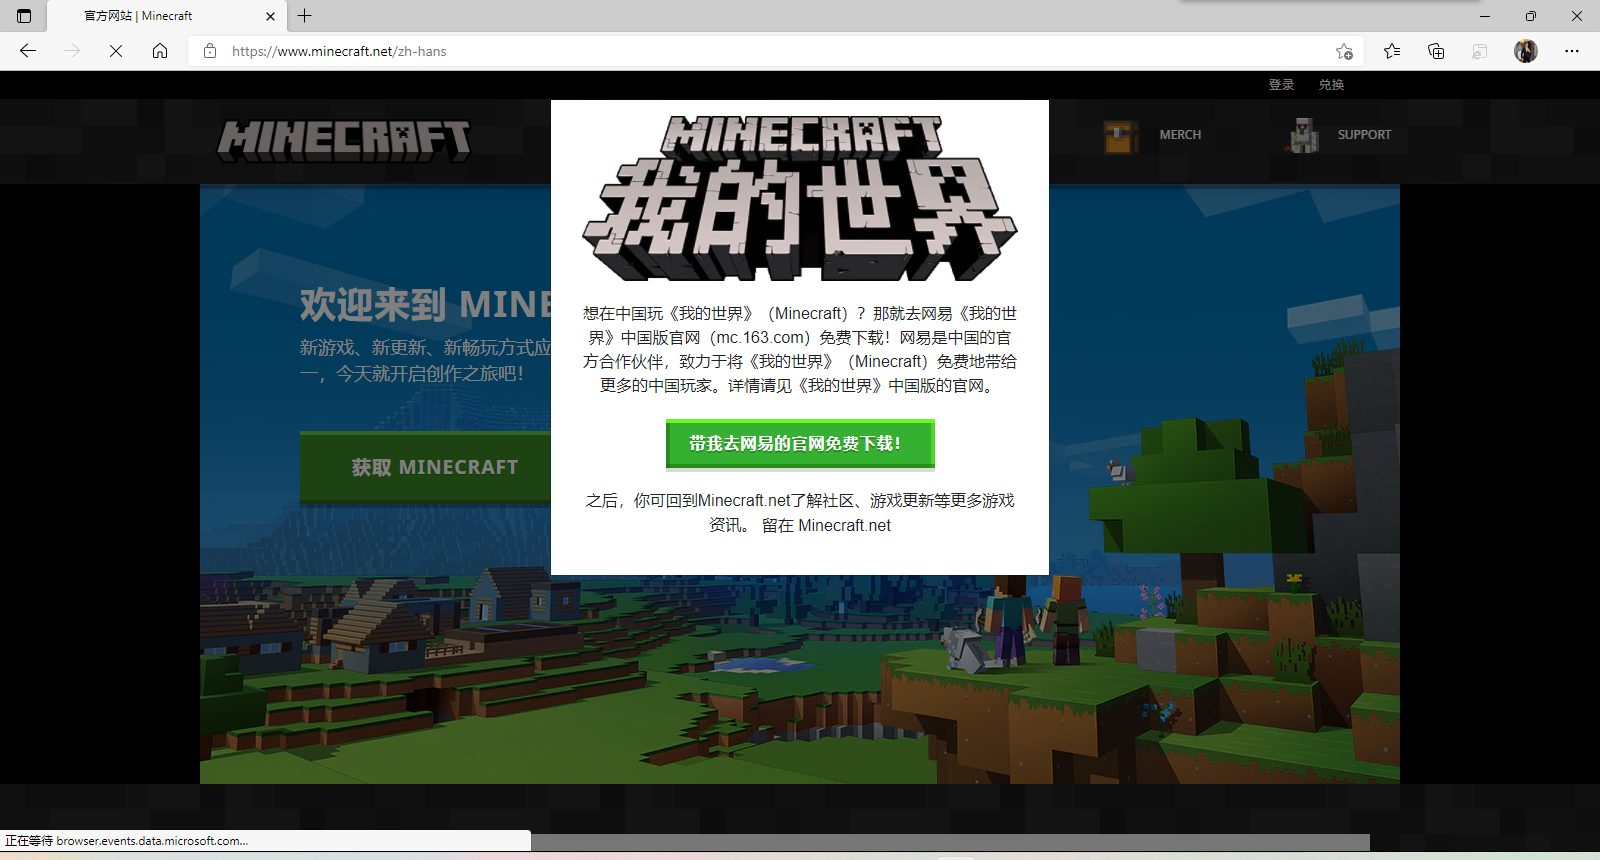 官方网站 | Minecraft
https://www.minecraft.net/zh-hans
登录 兑换
MINECRAFT
MERCH
SUPPORT
MINECRAFT
我的世界
欢迎来到 MINE
新游戏、新更新、新畅玩方式应
一，今天就开启创作之旅吧！
获取 MINECRAFT
想在中国玩《我的世界》（Minecraft）？那就去网易《我的世
界》中国版官网（mc.163.com）免费下载！网易是中国的官
方合作伙伴，致力于将《我的世界》（Minecraft）免费地带给
更多的中国玩家。详情请见《我的世界》中国版的官网。
带我去网易的官网免费下载！
之后，你可回到Minecraft.net了解社区、游戏更新等更多游戏
资讯。 留在 Minecraft.net
正在等待 browser.events.data.microsoft.com...